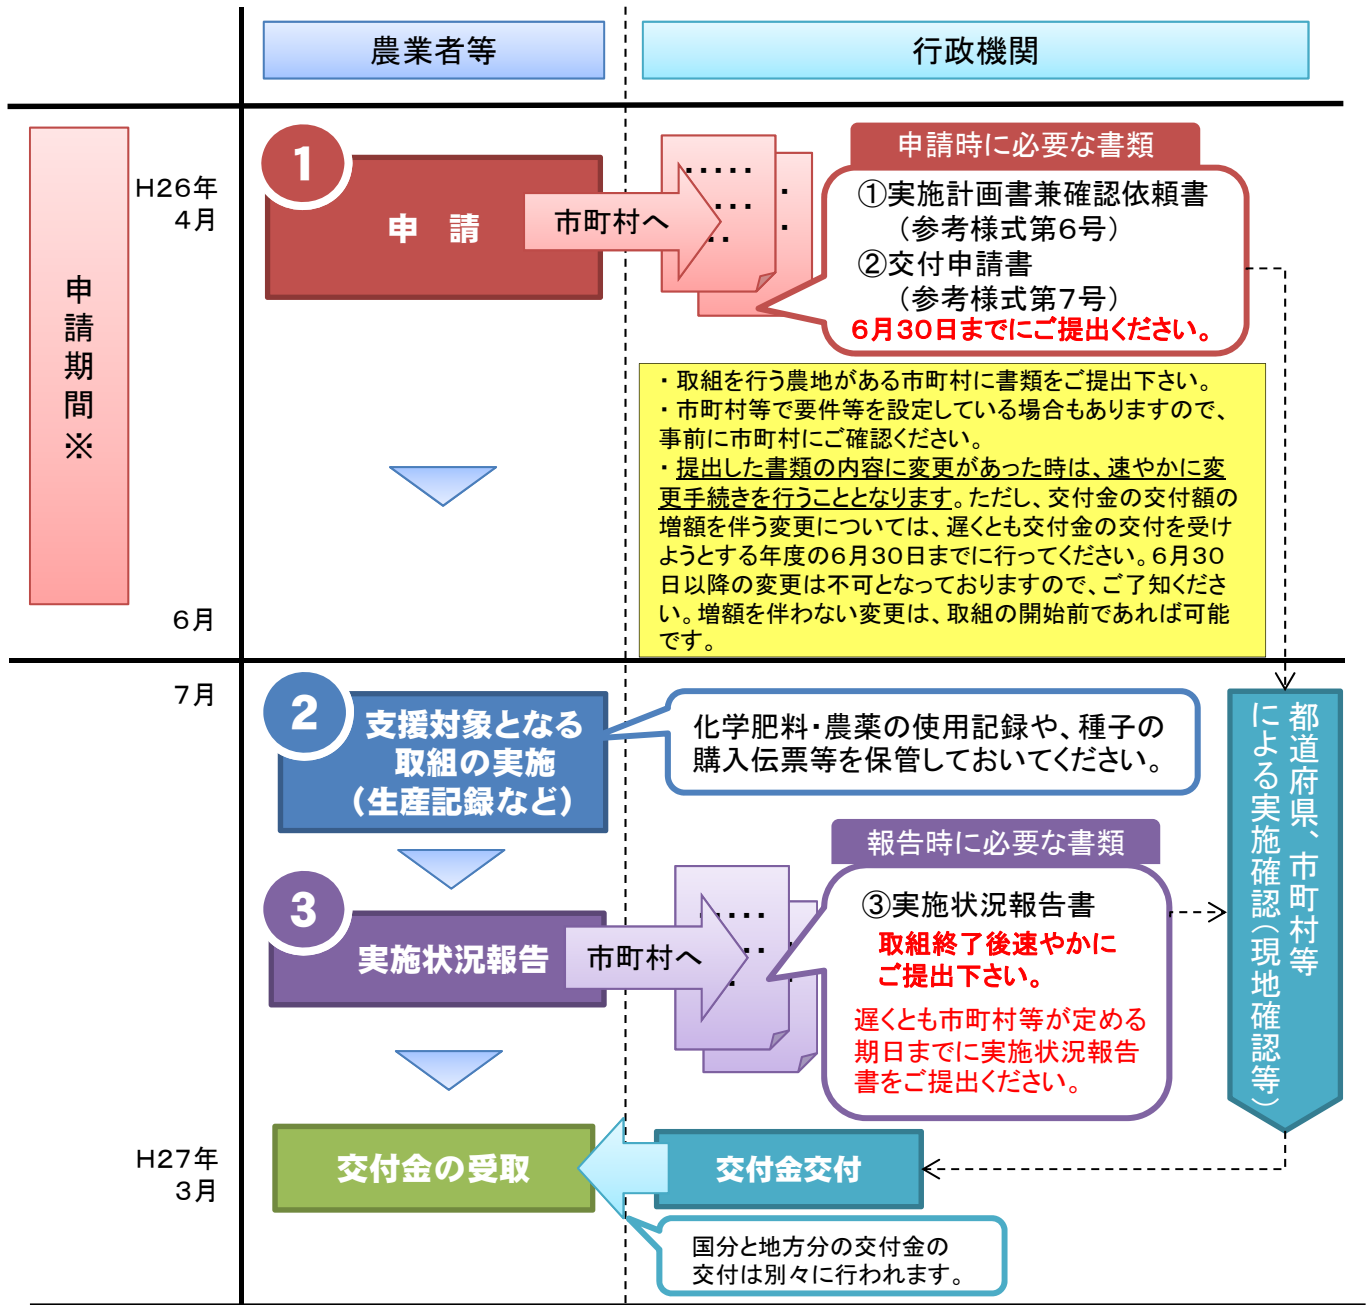 農業者等
行政機関
申請期間※
H26年
4月
6月
1
申　請
市町村へ
申請時に必要な書類
①実施計画書兼確認依頼書
（参考様式第6号）
②交付申請書
（参考様式第7号）
6月30日までにご提出ください。
・取組を行う農地がある市町村に書類をご提出下さい。
・市町村等で要件等を設定している場合もありますので、
事前に市町村にご確認ください。
・提出した書類の内容に変更があった時は、速やかに変
更手続きを行うこととなります。ただし、交付金の交付額の
増額を伴う変更については、遅くとも交付金の交付を受け
ようとする年度の6月30日までに行ってください。6月30
日以降の変更は不可となっておりますので、ご了知くださ
い。増額を伴わない変更は、取組の開始前であれば可能
です。
7月
2
支援対象となる
取組の実施
（生産記録など）
化学肥料・農薬の使用記録や、種子の
購入伝票等を保管しておいてください。
都道府県、市町村等
による実施確認（現地確認等）
3
実施状況報告
市町村へ
報告時に必要な書類
③実施状況報告書
取組終了後速やかに
ご提出下さい。
遅くとも市町村等が定める
期日までに実施状況報告
書をご提出ください。
H27年
3月
交付金の受取
交付金交付
国分と地方分の交付金の
交付は別々に行われます。